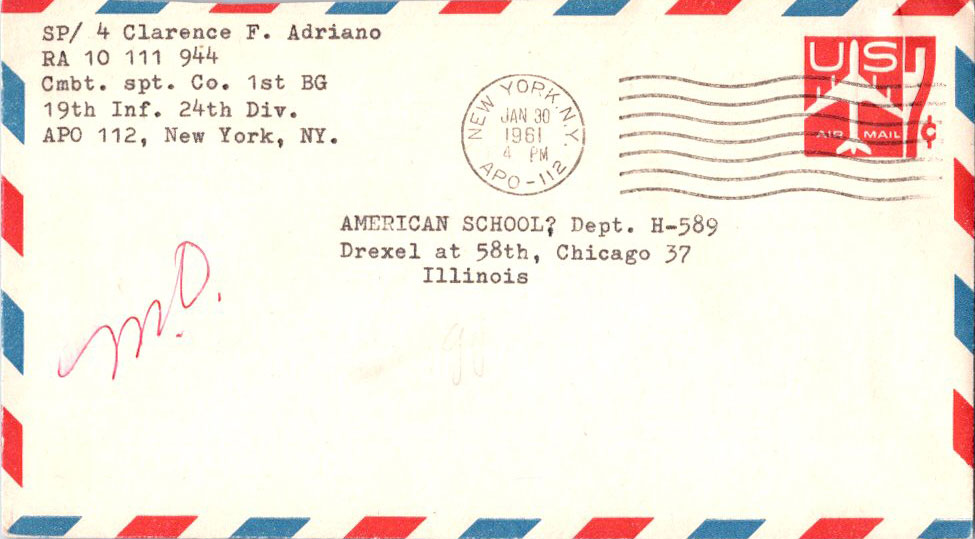 SP/ 4 Clarence F. Adriano
RA 10 111 944
Cmbt. spt. Co. 1st BG
19th Inf. 24th Div.
APO 112, New York, NY.
NEW YORK, N.Y.
JAN 30
1961
4 PM
APO-112
US
AIR MAIL
7¢
AMERICAN SCHOOL? Dept. H-589
Drexel at 58th, Chicago 37
Illinois
M.O.